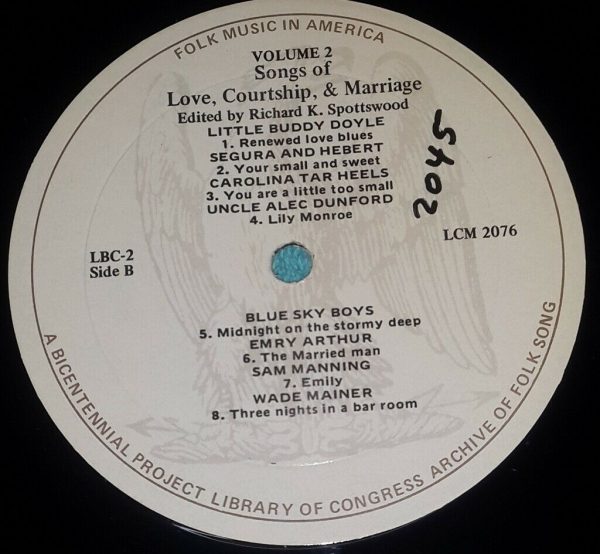 FOLK MUSIC IN AMERICA
VOLUME 2
Songs of
Love, Courtship, & Marriage
Edited by Richard K. Spottswood
LITTLE BUDDY DOYLE
1. Renewed love blues
SEGURA AND HEBERT
2. Your small and sweet
CAROLINA TAR HEELS
3. You are a little too small
UNCLE ALEC DUNFORD
4. Lily Monroe
2045
LBC-2
Side B
LCM 2076
BLUE SKY BOYS
5. Midnight on the stormy deep
EMRY ARTHUR
6. The Married man
SAM MANNING
7. Emily
WADE MAINER
8. Three nights in a bar room
A BICENTENNIAL PROJECT LIBRARY OF CONGRESS ARCHIVE OF FOLK SONG